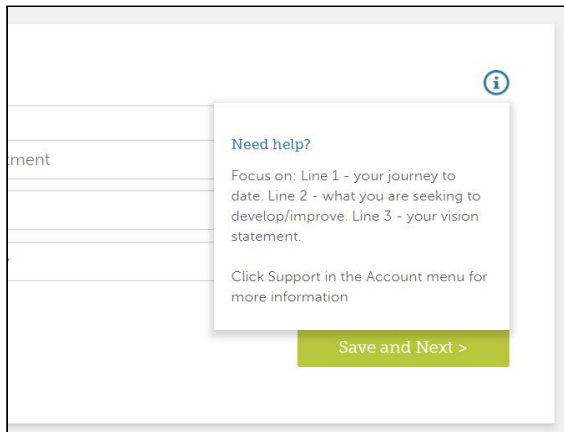 Need help?
tment
Focus on: Line 1 - your journey to
date. Line 2 - what you are seeking to
develop/improve. Line 3 - your vision
statement.
Click Support in the Account menu for
more information
Save and Next >